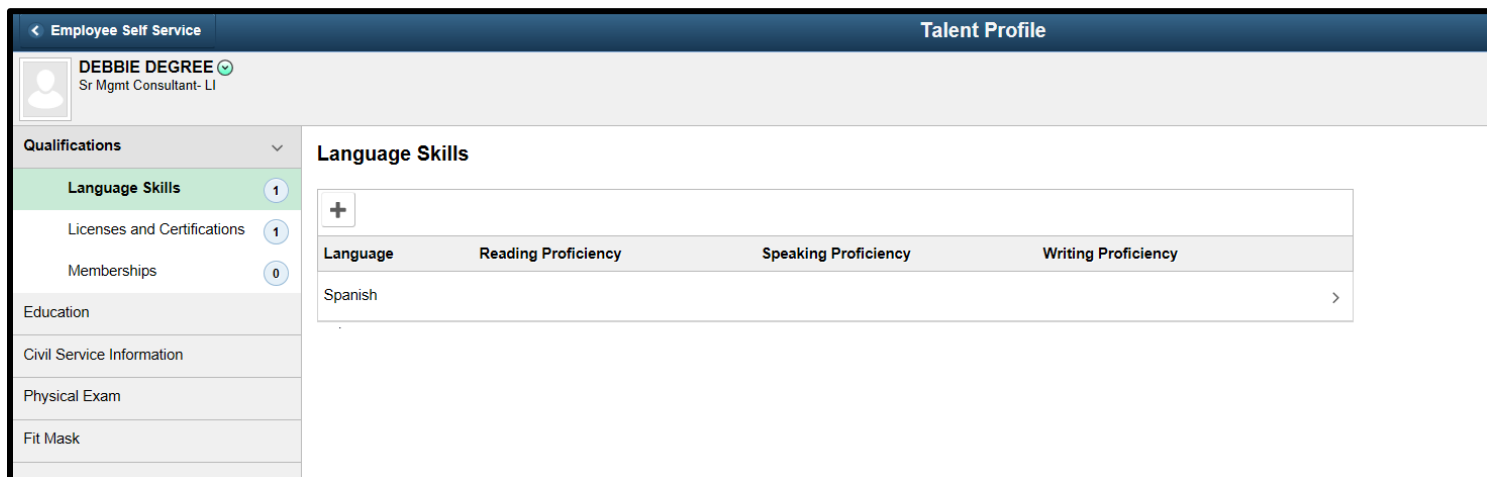 Employee Self Service
Talent Profile
DEBBIE DEGREE
Sr Mgmt Consultant- LI
Qualifications
Language Skills 1
Licenses and Certifications 1
Memberships 0
Education
Civil Service Information
Physical Exam
Fit Mask
Language Skills
Language Reading Proficiency Speaking Proficiency Writing Proficiency
Spanish